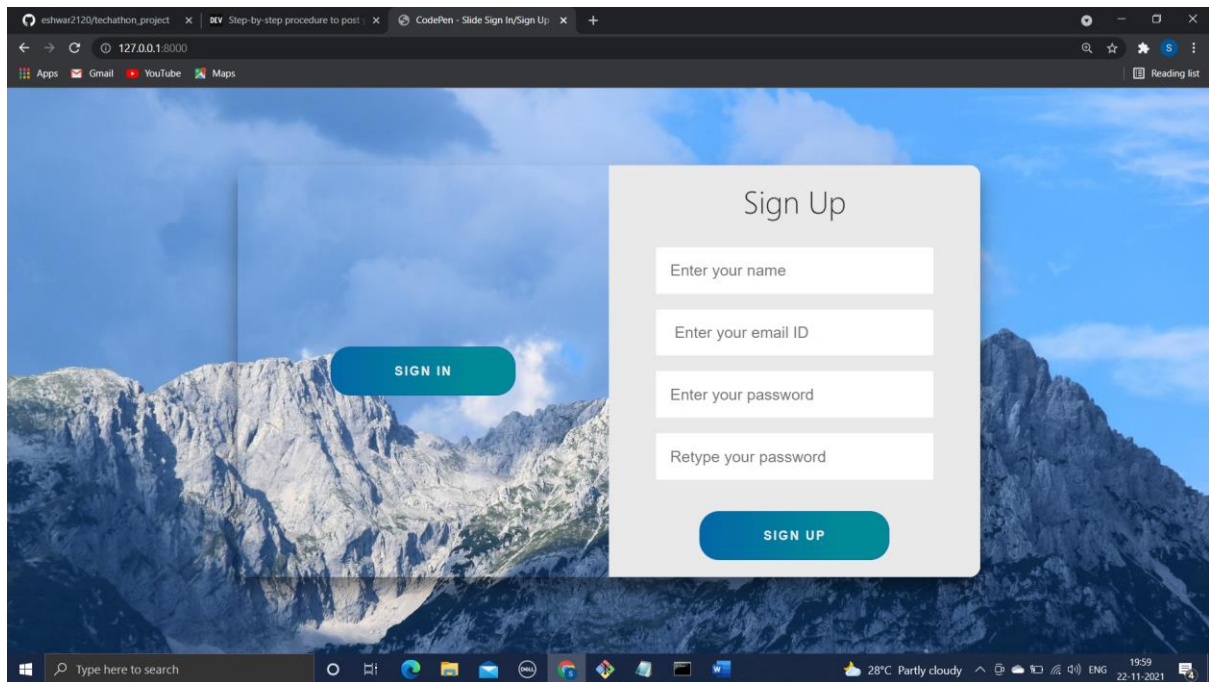 eshwar2120/techathon_project
DEV Step-by-step procedure to post
CodePen - Slide Sign In/Sign Up
127.0.0.1:8000
S
Apps
Gmail
YouTube
Maps
Reading list
Sign Up
Enter your name
Enter your email ID
Enter your password
Retype your password
SIGN IN
SIGN UP
Type here to search
DELL
W
28°C Partly cloudy
ENG
19:59
22-11-2021
4